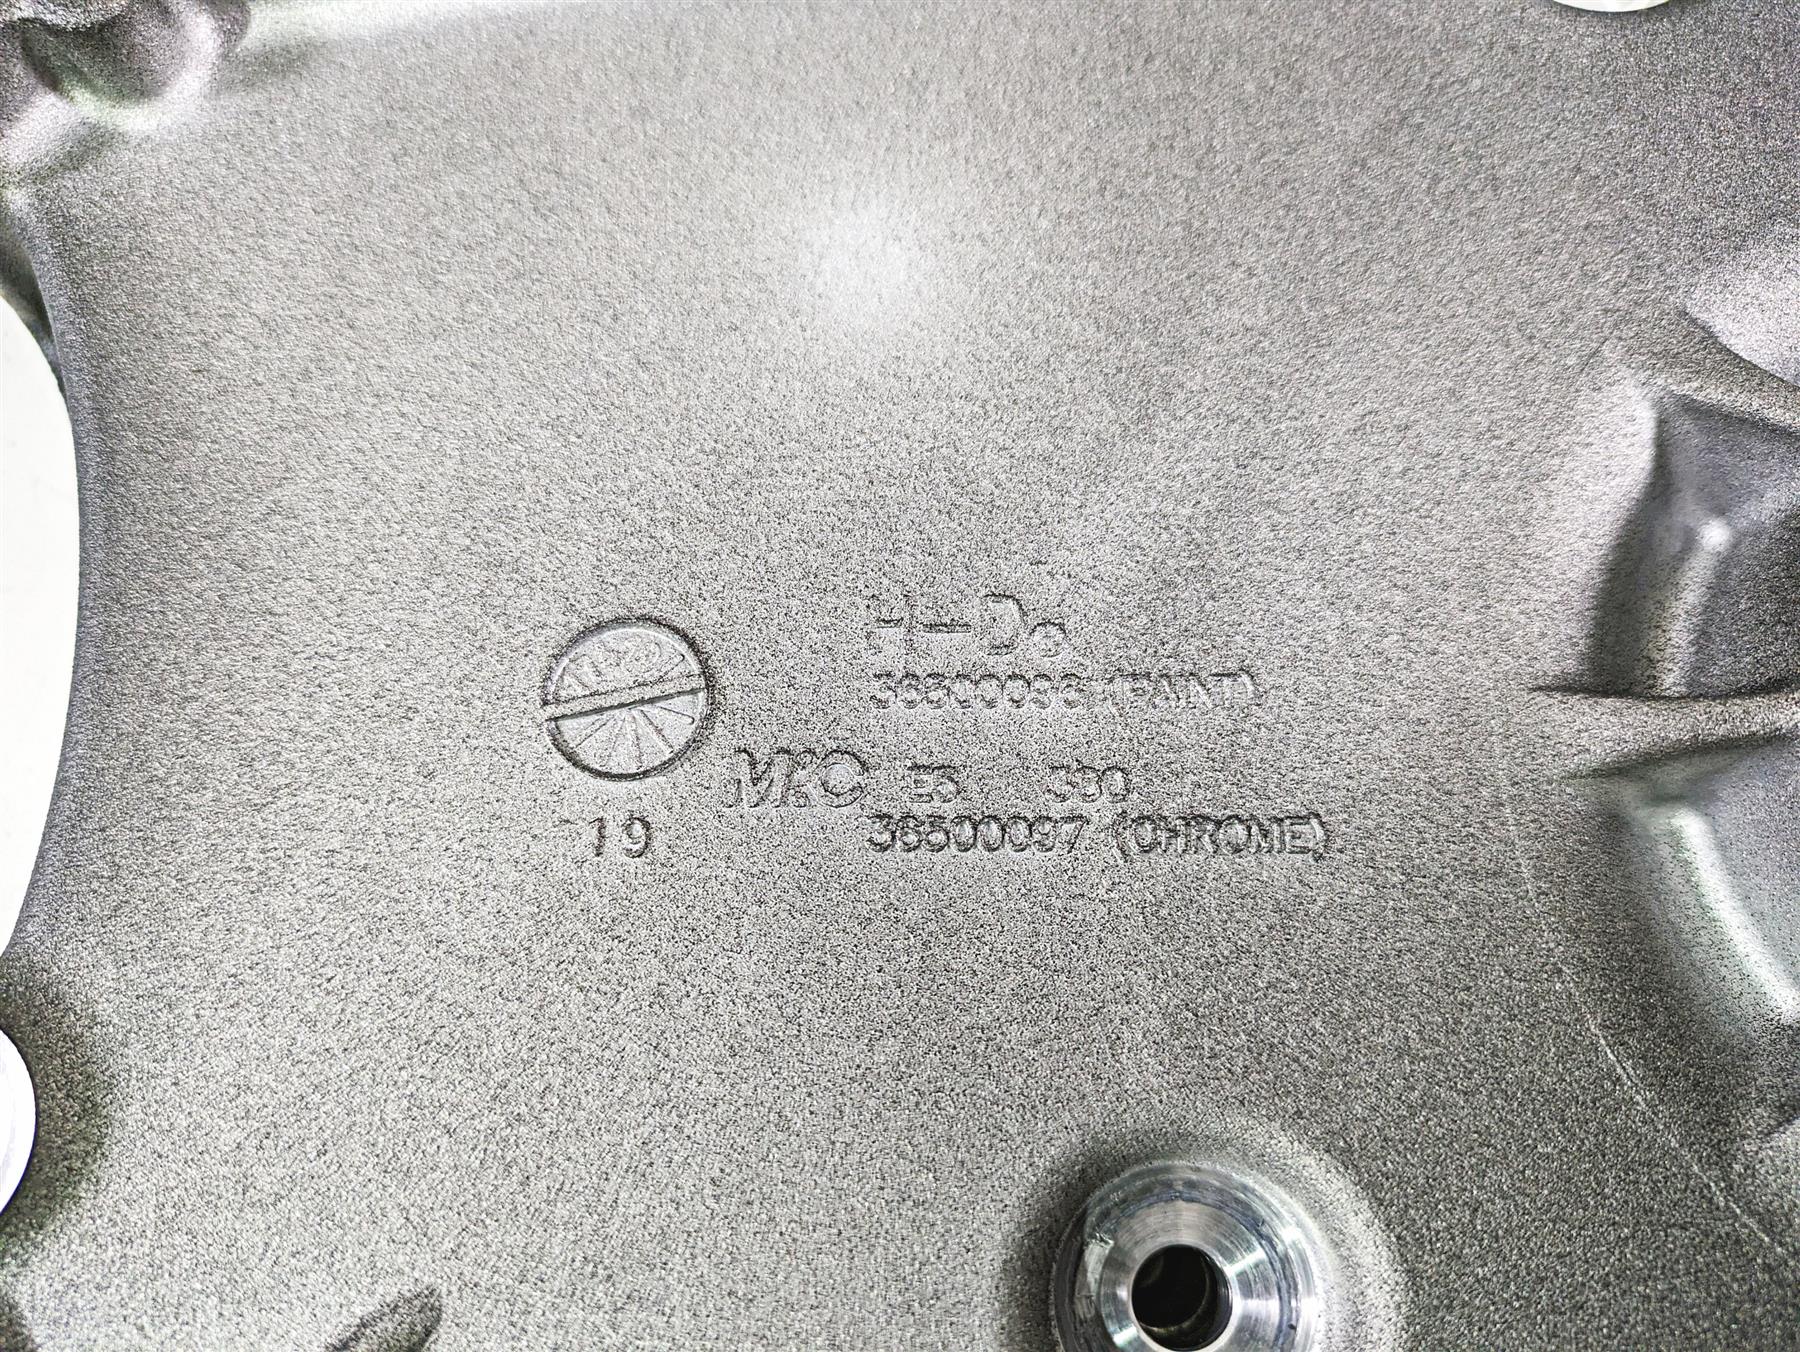 H-D
36500096 (PAINT)
M:C E5 380
36500097 (CHROME)
19